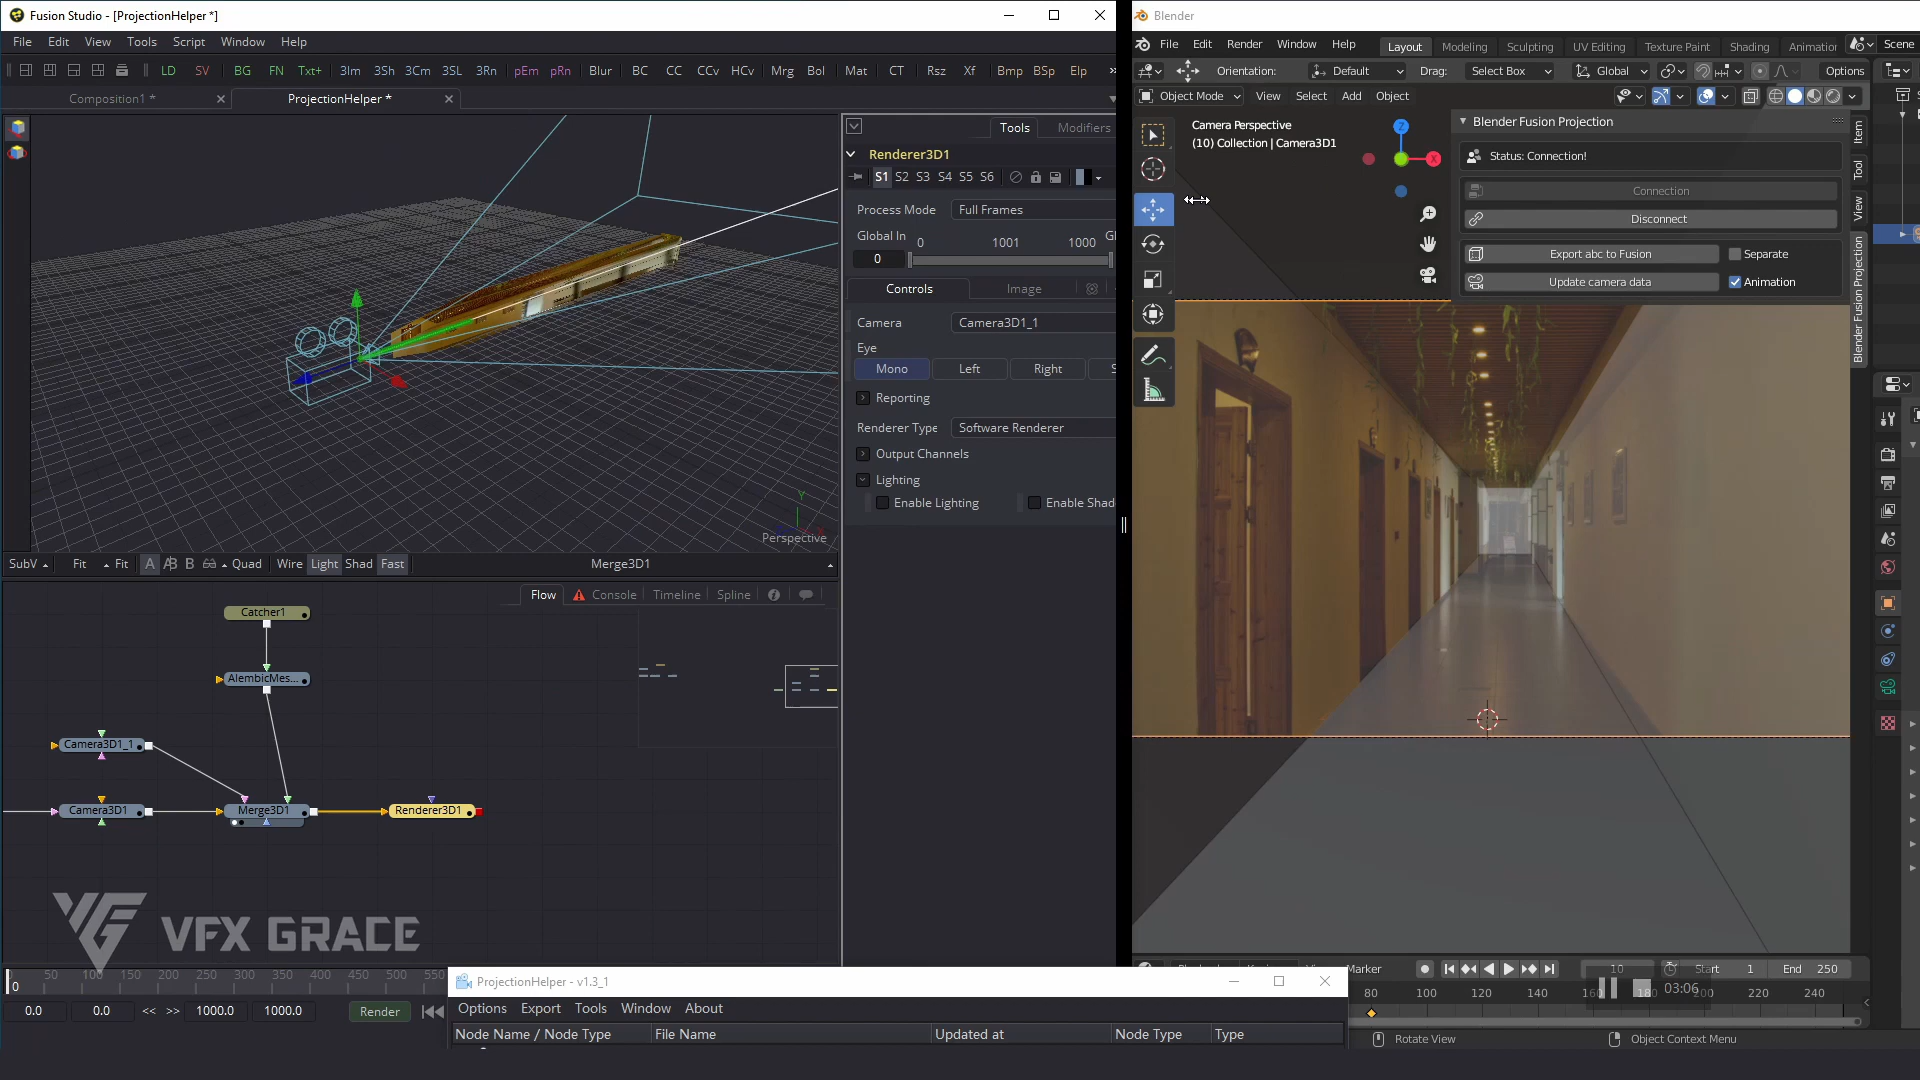 Fusion Studio - [ProjectionHelper *]
File Edit View Tools Script Window Help
LD SV BG FN Txt+ 3Im 3Sh 3Cm 3SL 3Rn pEm pRn Blur BC CC CCv HCv Mrg Bol Mat CT Rsz Xf Bmp BSp Elp »
Composition1 *
ProjectionHelper *
Perspective
SubV Fit Fit A A|B B Quad Wire Light Shad Fast Merge3D1
Flow Console Timeline Spline
Catcher1
AlembicMes...
Camera3D1_1
Camera3D1
Merge3D1
Renderer3D1
VFX GRACE
0 50 100 150 200 250 300 350 400 450 500 550
0.0 0.0 << >> 1000.0 1000.0 Render
Tools Modifiers
Renderer3D1
S1 S2 S3 S4 S5 S6
Process Mode Full Frames
Global In 0 1001 1000
0
Controls Image
Camera Camera3D1_1
Eye
Mono Left Right S
Reporting
Renderer Type Software Renderer
Output Channels
Lighting
Enable Lighting Enable Shad
ProjectionHelper - v1.3_1
Options Export Tools Window About
Node Name / Node Type File Name Updated at Node Type Type
Blender
File Edit Render Window Help Layout Modeling Sculpting UV Editing Texture Paint Shading Animation Scene
Orientation: Default Drag: Select Box Global Options
Object Mode View Select Add Object
Camera Perspective
(10) Collection | Camera3D1
Z
X
Blender Fusion Projection
Status: Connection!
Connection
Disconnect
Export abc to Fusion Separate
Update camera data Animation
Item
Tool
View
Blender Fusion Projection
Marker 10 Start 1 End 250
03:06
80 100 120 140 160 180 200 220 240
Rotate View Object Context Menu